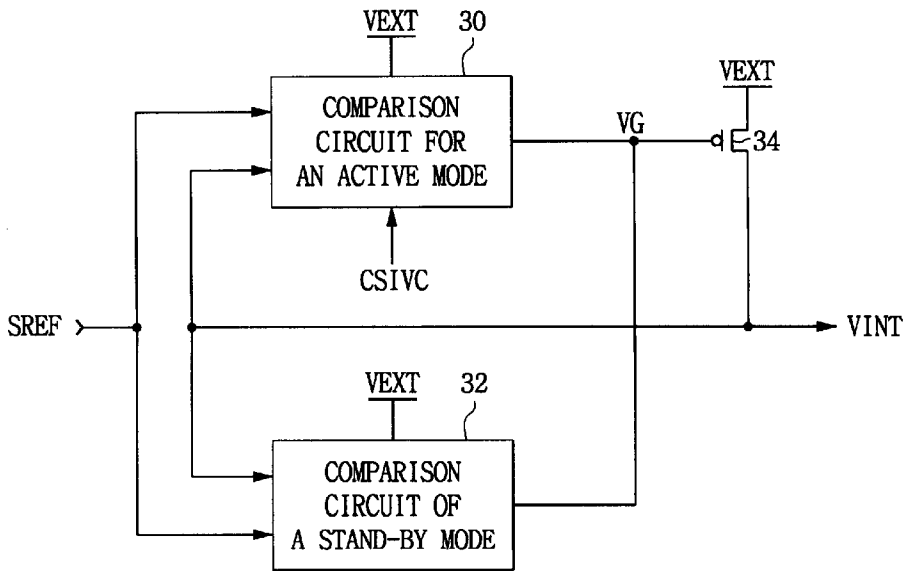 VEXT
30
COMPARISON
CIRCUIT FOR
AN ACTIVE MODE
VEXT
VG
34
CSIVC
SREF
VINT
VEXT
32
COMPARISON
CIRCUIT OF
A STAND-BY MODE